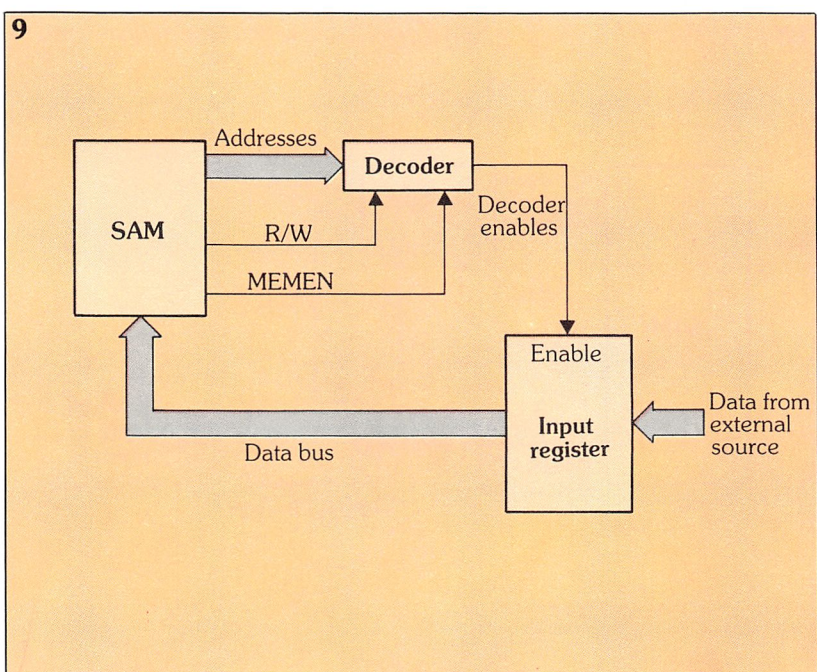 9
Addresses
Decoder
SAM
R/W
Decoder
enables
MEMEN
Enable
Input
register
Data from
external
source
Data bus